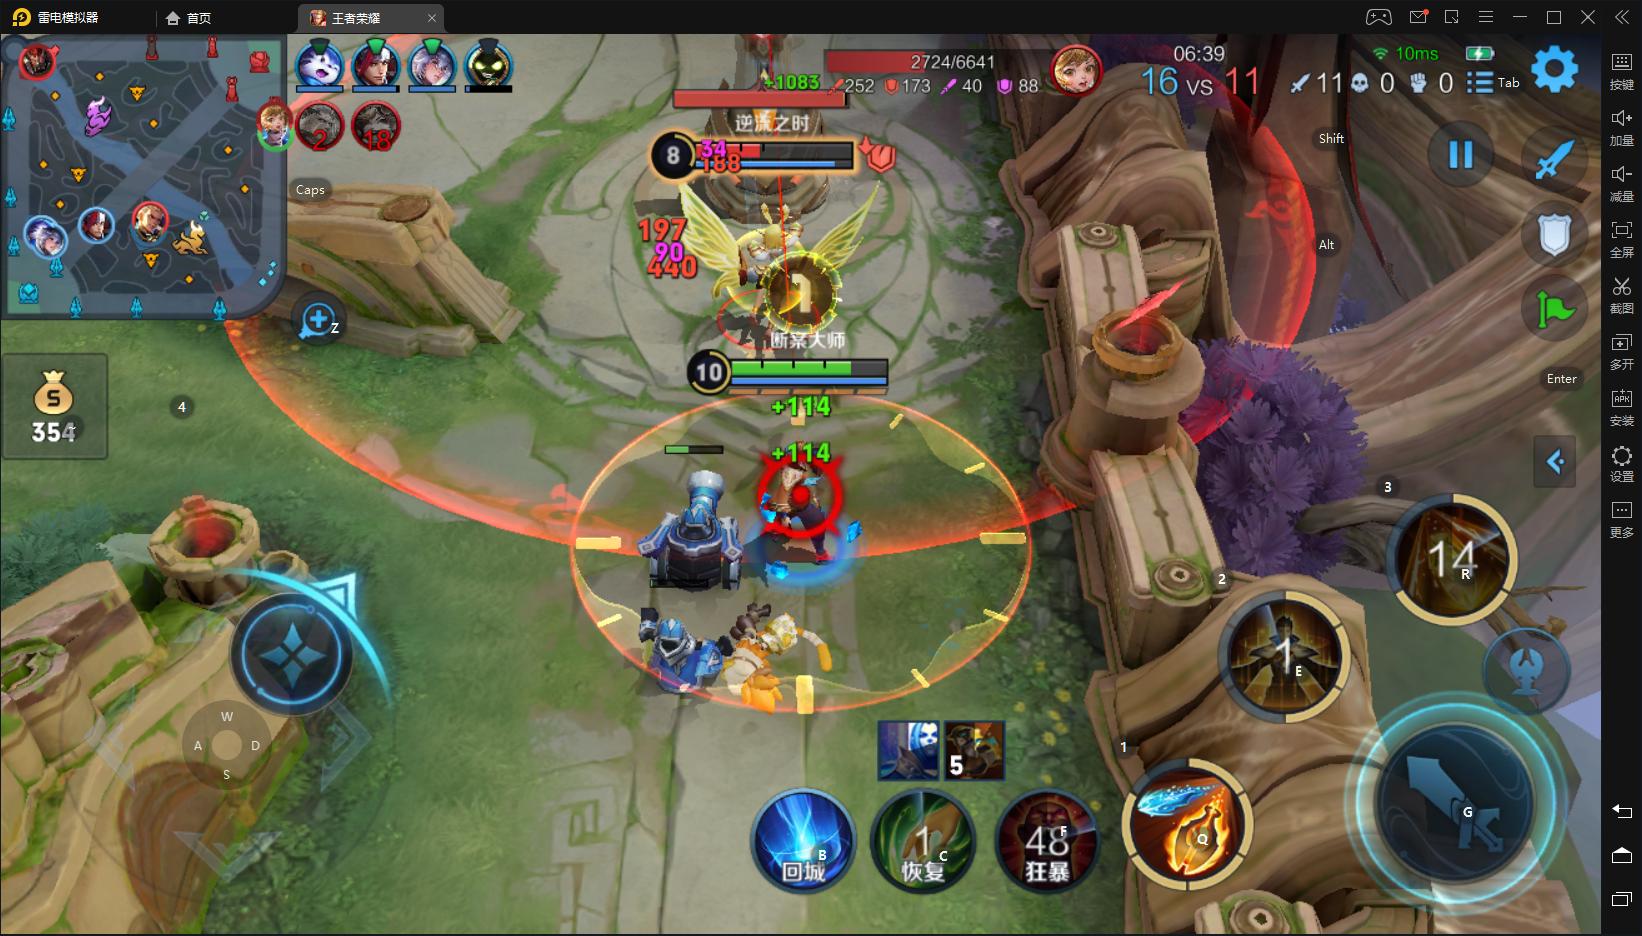 雷电模拟器
首页
王者荣耀
2724/6641
252 173 40 88
06:39
16 vs 11
11 0 0
10ms
Tab
Shift
Caps
Alt
Z
Enter
2 18
+1083
逆流之时
8
34
188
197
90
440
1
断案大师
10
+114
+114
S
354
4
3
2
1
14
R
1
E
W
A D
S
5
Q
G
B
回城
1
C
恢复
48
F
狂暴
按键
加量
减量
全屏
截图
多开
APK
安装
设置
更多